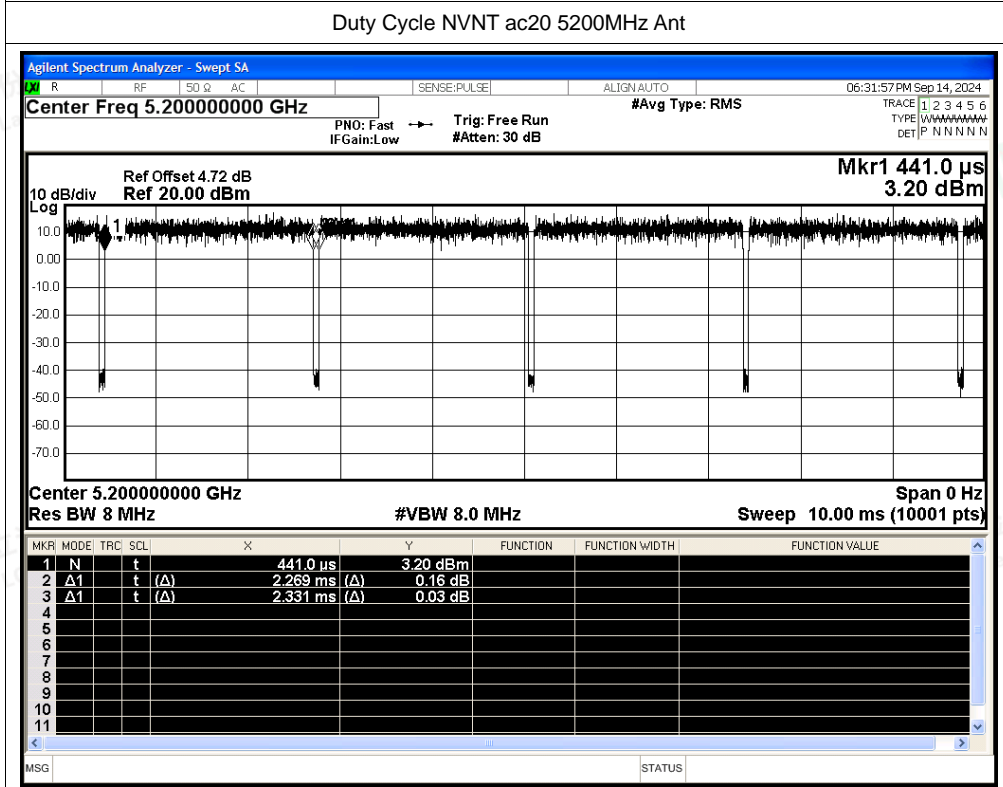 Duty Cycle NVNT ac20 5200MHz Ant
Agilent Spectrum Analyzer - Swept SA
LXI R RF 50 Ω AC SENSE:PULSE ALIGN AUTO 06:31:57 PM Sep 14, 2024
Center Freq 5.200000000 GHz #Avg Type: RMS TRACE 1 2 3 4 5 6
PNO: Fast Trig: Free Run TYPE WWWWWW
IFGain:Low #Atten: 30 dB DET P N N N N N
Mkr1 441.0 µs
3.20 dBm
Ref Offset 4.72 dB
10 dB/div Ref 20.00 dBm
Log
1
10.0
0.00
-10.0
-20.0
-30.0
-40.0
-50.0
-60.0
-70.0
Center 5.200000000 GHz Span 0 Hz
Res BW 8 MHz #VBW 8.0 MHz Sweep 10.00 ms (10001 pts)
MKR MODE TRC SCL X Y FUNCTION FUNCTION WIDTH FUNCTION VALUE
1 N t 441.0 µs 3.20 dBm
2 Δ1 t (Δ) 2.269 ms (Δ) 0.16 dB
3 Δ1 t (Δ) 2.331 ms (Δ) 0.03 dB
4
5
6
7
8
9
10
11
MSG STATUS